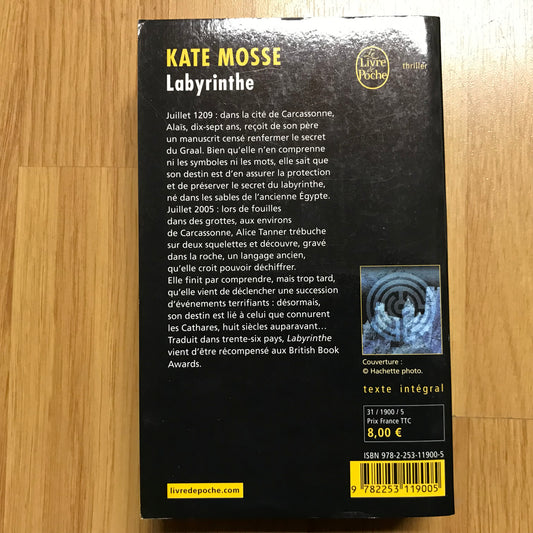 KATE MOSSE
Labyrinthe
Le
Livre
de
Poche
thriller
Juillet 1209 : dans la cité de Carcassonne,
Alaïs, dix-sept ans, reçoit de son père
un manuscrit censé renfermer le secret
du Graal. Bien qu'elle n'en comprenne
ni les symboles ni les mots, elle sait que
son destin est d'en assurer la protection
et de préserver le secret du labyrinthe,
né dans les sables de l'ancienne Égypte.
Juillet 2005 : lors de fouilles
dans des grottes, aux environs
de Carcassonne, Alice Tanner trébuche
sur deux squelettes et découvre, gravé
dans la roche, un langage ancien,
qu'elle croit pouvoir déchiffrer.
Elle finit par comprendre, mais trop tard,
qu'elle vient de déclencher une succession
d'événements terrifiants : désormais,
son destin est lié à celui que connurent
les Cathares, huit siècles auparavant…
Traduit dans trente-six pays, Labyrinthe
vient d'être récompensé aux British Book
Awards.
Couverture :
© Hachette photo.
texte intégral
31 / 1900 / 5
Prix France TTC
8,00 €
ISBN 978-2-253-11900-5
9 782253 119005
livredepoche.com